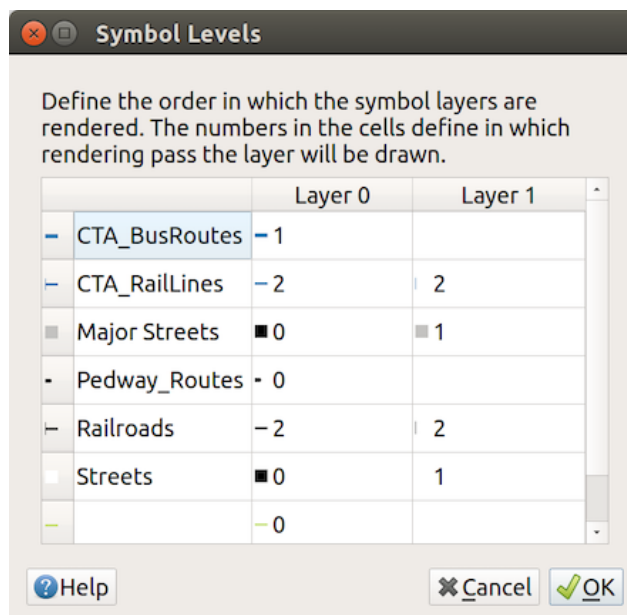 Symbol Levels
Define the order in which the symbol layers are
rendered. The numbers in the cells define in which
rendering pass the layer will be drawn.
Layer 0 Layer 1
CTA_BusRoutes 1
CTA_RailLines 2 2
Major Streets 0 1
Pedway_Routes 0
Railroads 2 2
Streets 0 1
0
Help Cancel OK